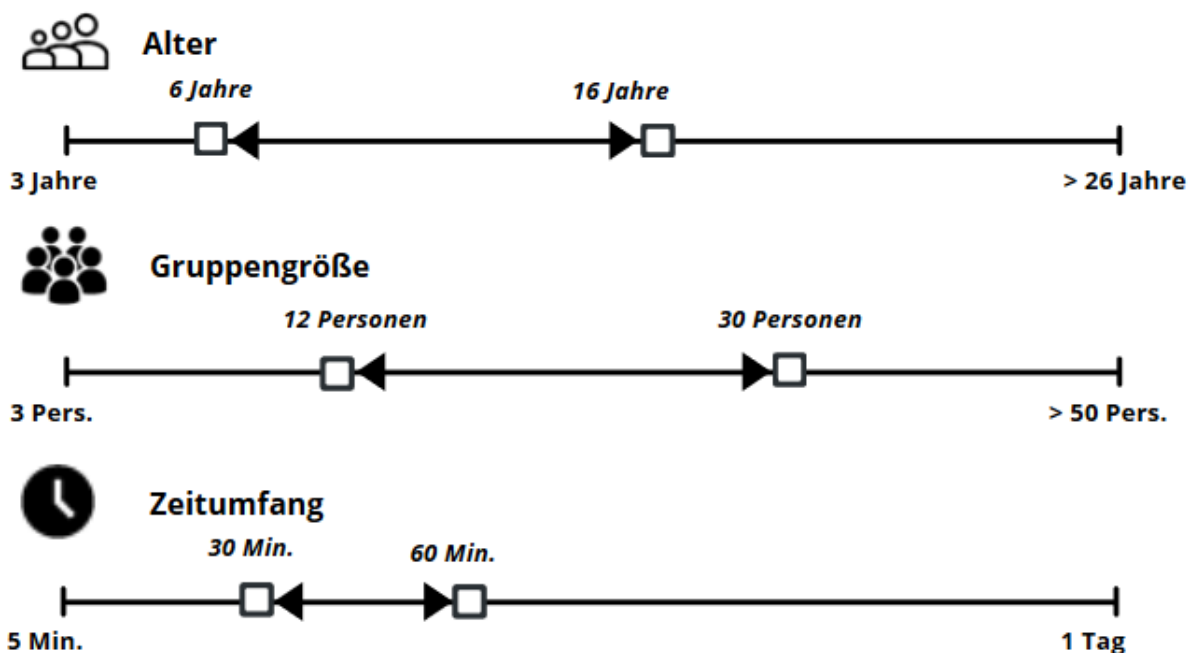 Alter
6 Jahre 16 Jahre
3 Jahre > 26 Jahre
Gruppengröße
12 Personen 30 Personen
3 Pers. > 50 Pers.
Zeitumfang
30 Min. 60 Min.
5 Min. 1 Tag